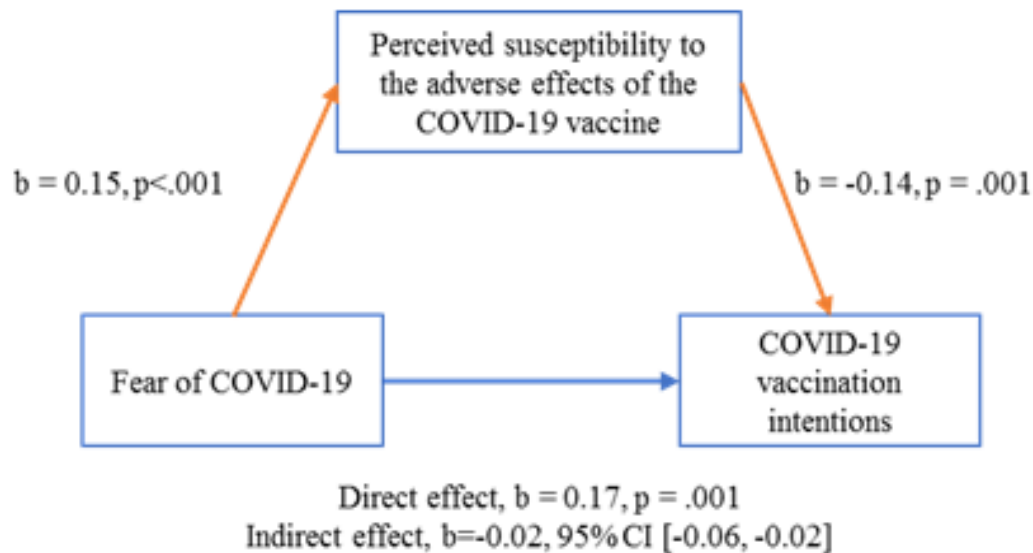 Perceived susceptibility to
the adverse effects of the
COVID-19 vaccine
b = 0.15, p<.001
b = -0.14, p = .001
Fear of COVID-19
COVID-19
vaccination
intentions
Direct effect, b = 0.17, p = .001
Indirect effect, b=-0.02, 95% CI [-0.06, -0.02]